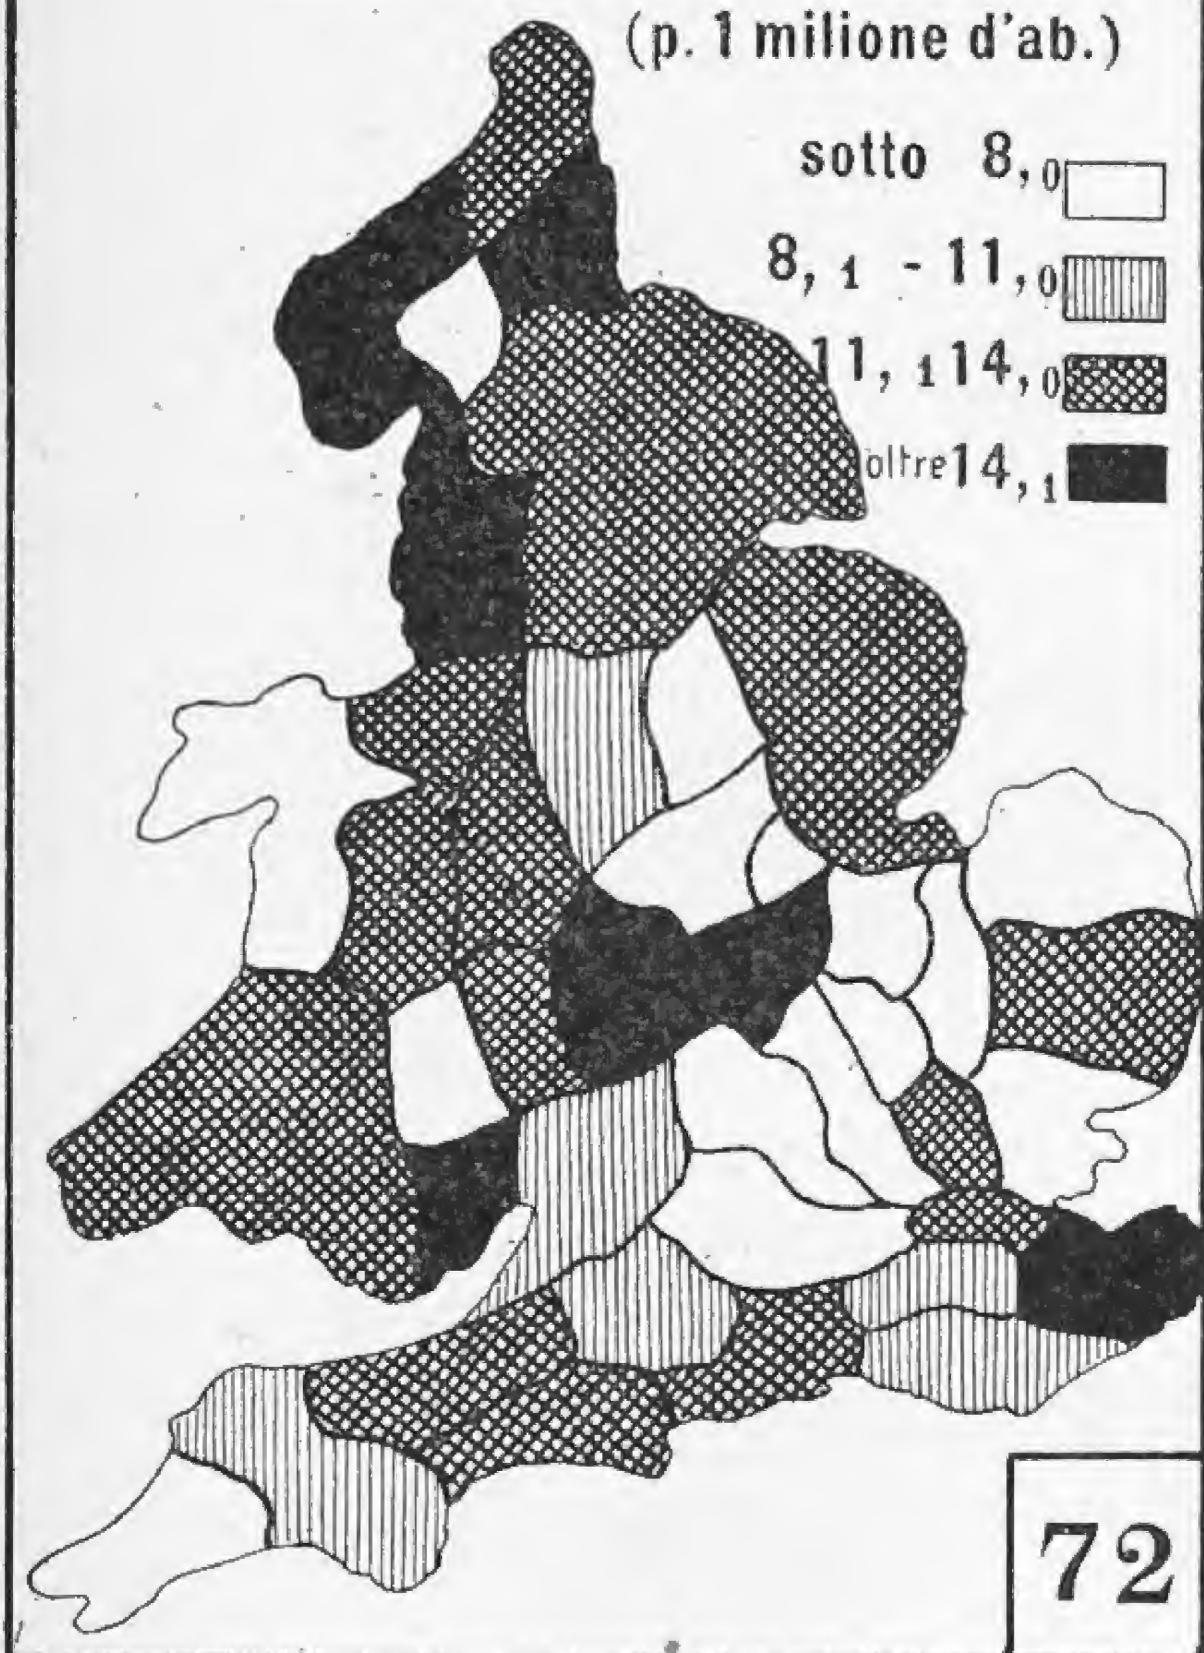 (p. 1 milione d'ab.)
sotto 8,0
8,1 - 11,0
11,1 14,0
oltre 14,1
72